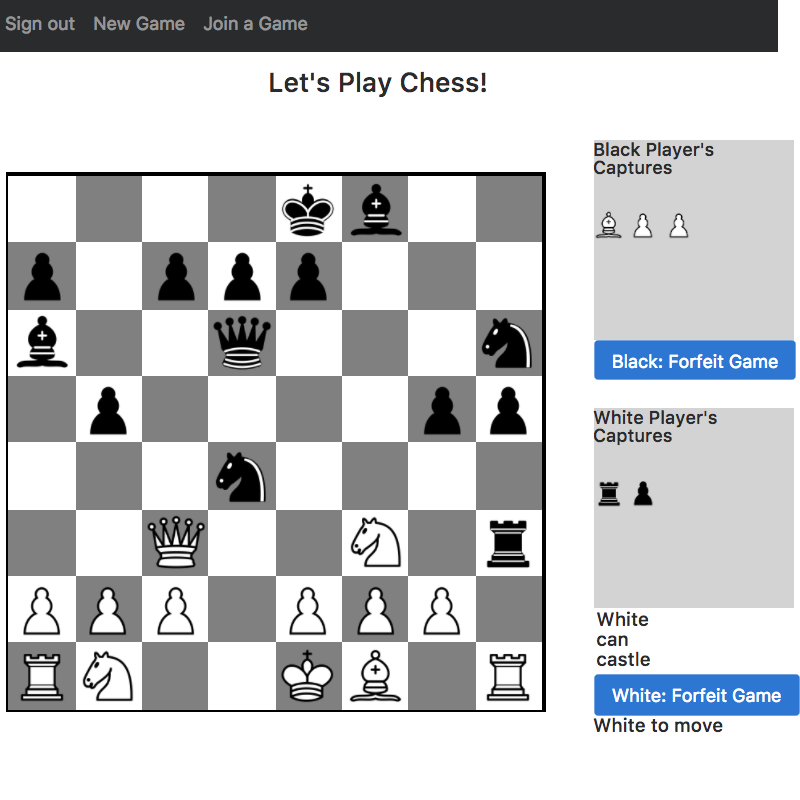 Sign out New Game Join a Game
Let's Play Chess!
Black Player's
Captures
Black: Forfeit Game
White Player's
Captures
White
can
castle
White: Forfeit Game
White to move